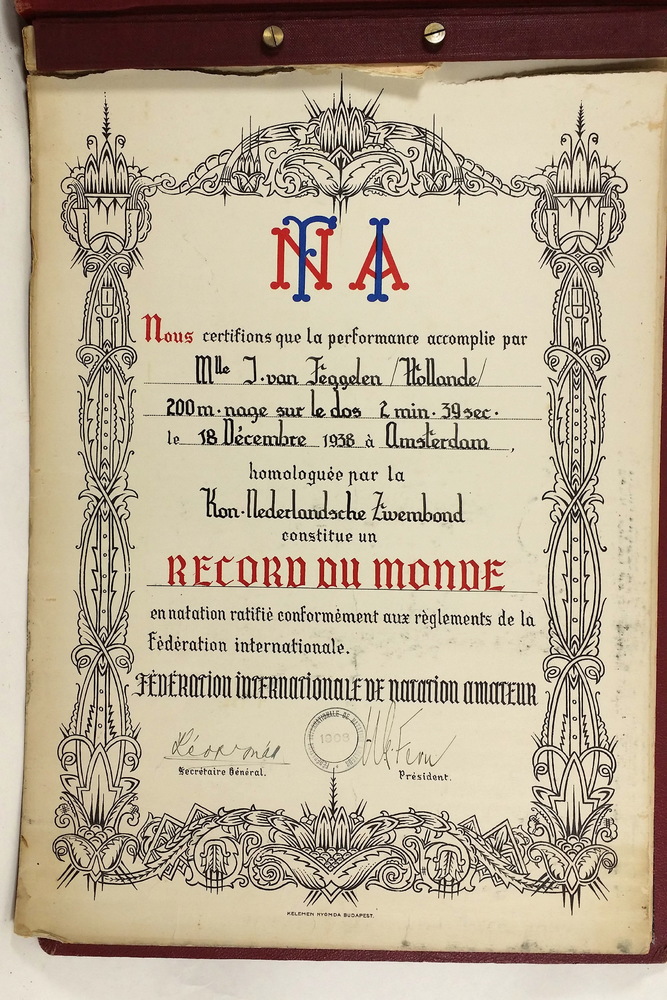 FINA
Nous certifions que la performance accomplie par
Mlle I. van Feggelen /Hollande/
200 m. nage sur le dos 2 min. 39 sec.
le 18 Décembre 1938 à Amsterdam,
homologuée par la
Kon. Nederlandsche Zwembond
constitue un
RECORD DU MONDE
en natation ratifié conformément aux règlements de la
Fédération internationale.
FÉDÉRATION INTERNATIONALE DE NATATION AMATEUR
1908
Secrétaire Général.
Président.
KELEMEN NYOMDA BUDAPEST.